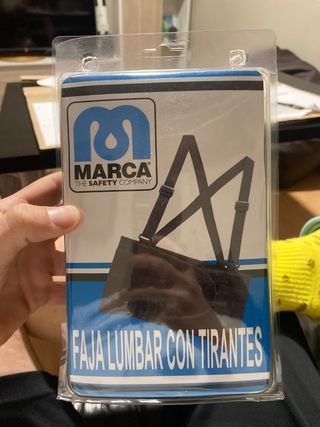 MARCA®
THE SAFETY COMPANY
FAJA LUMBAR CON TIRANTES